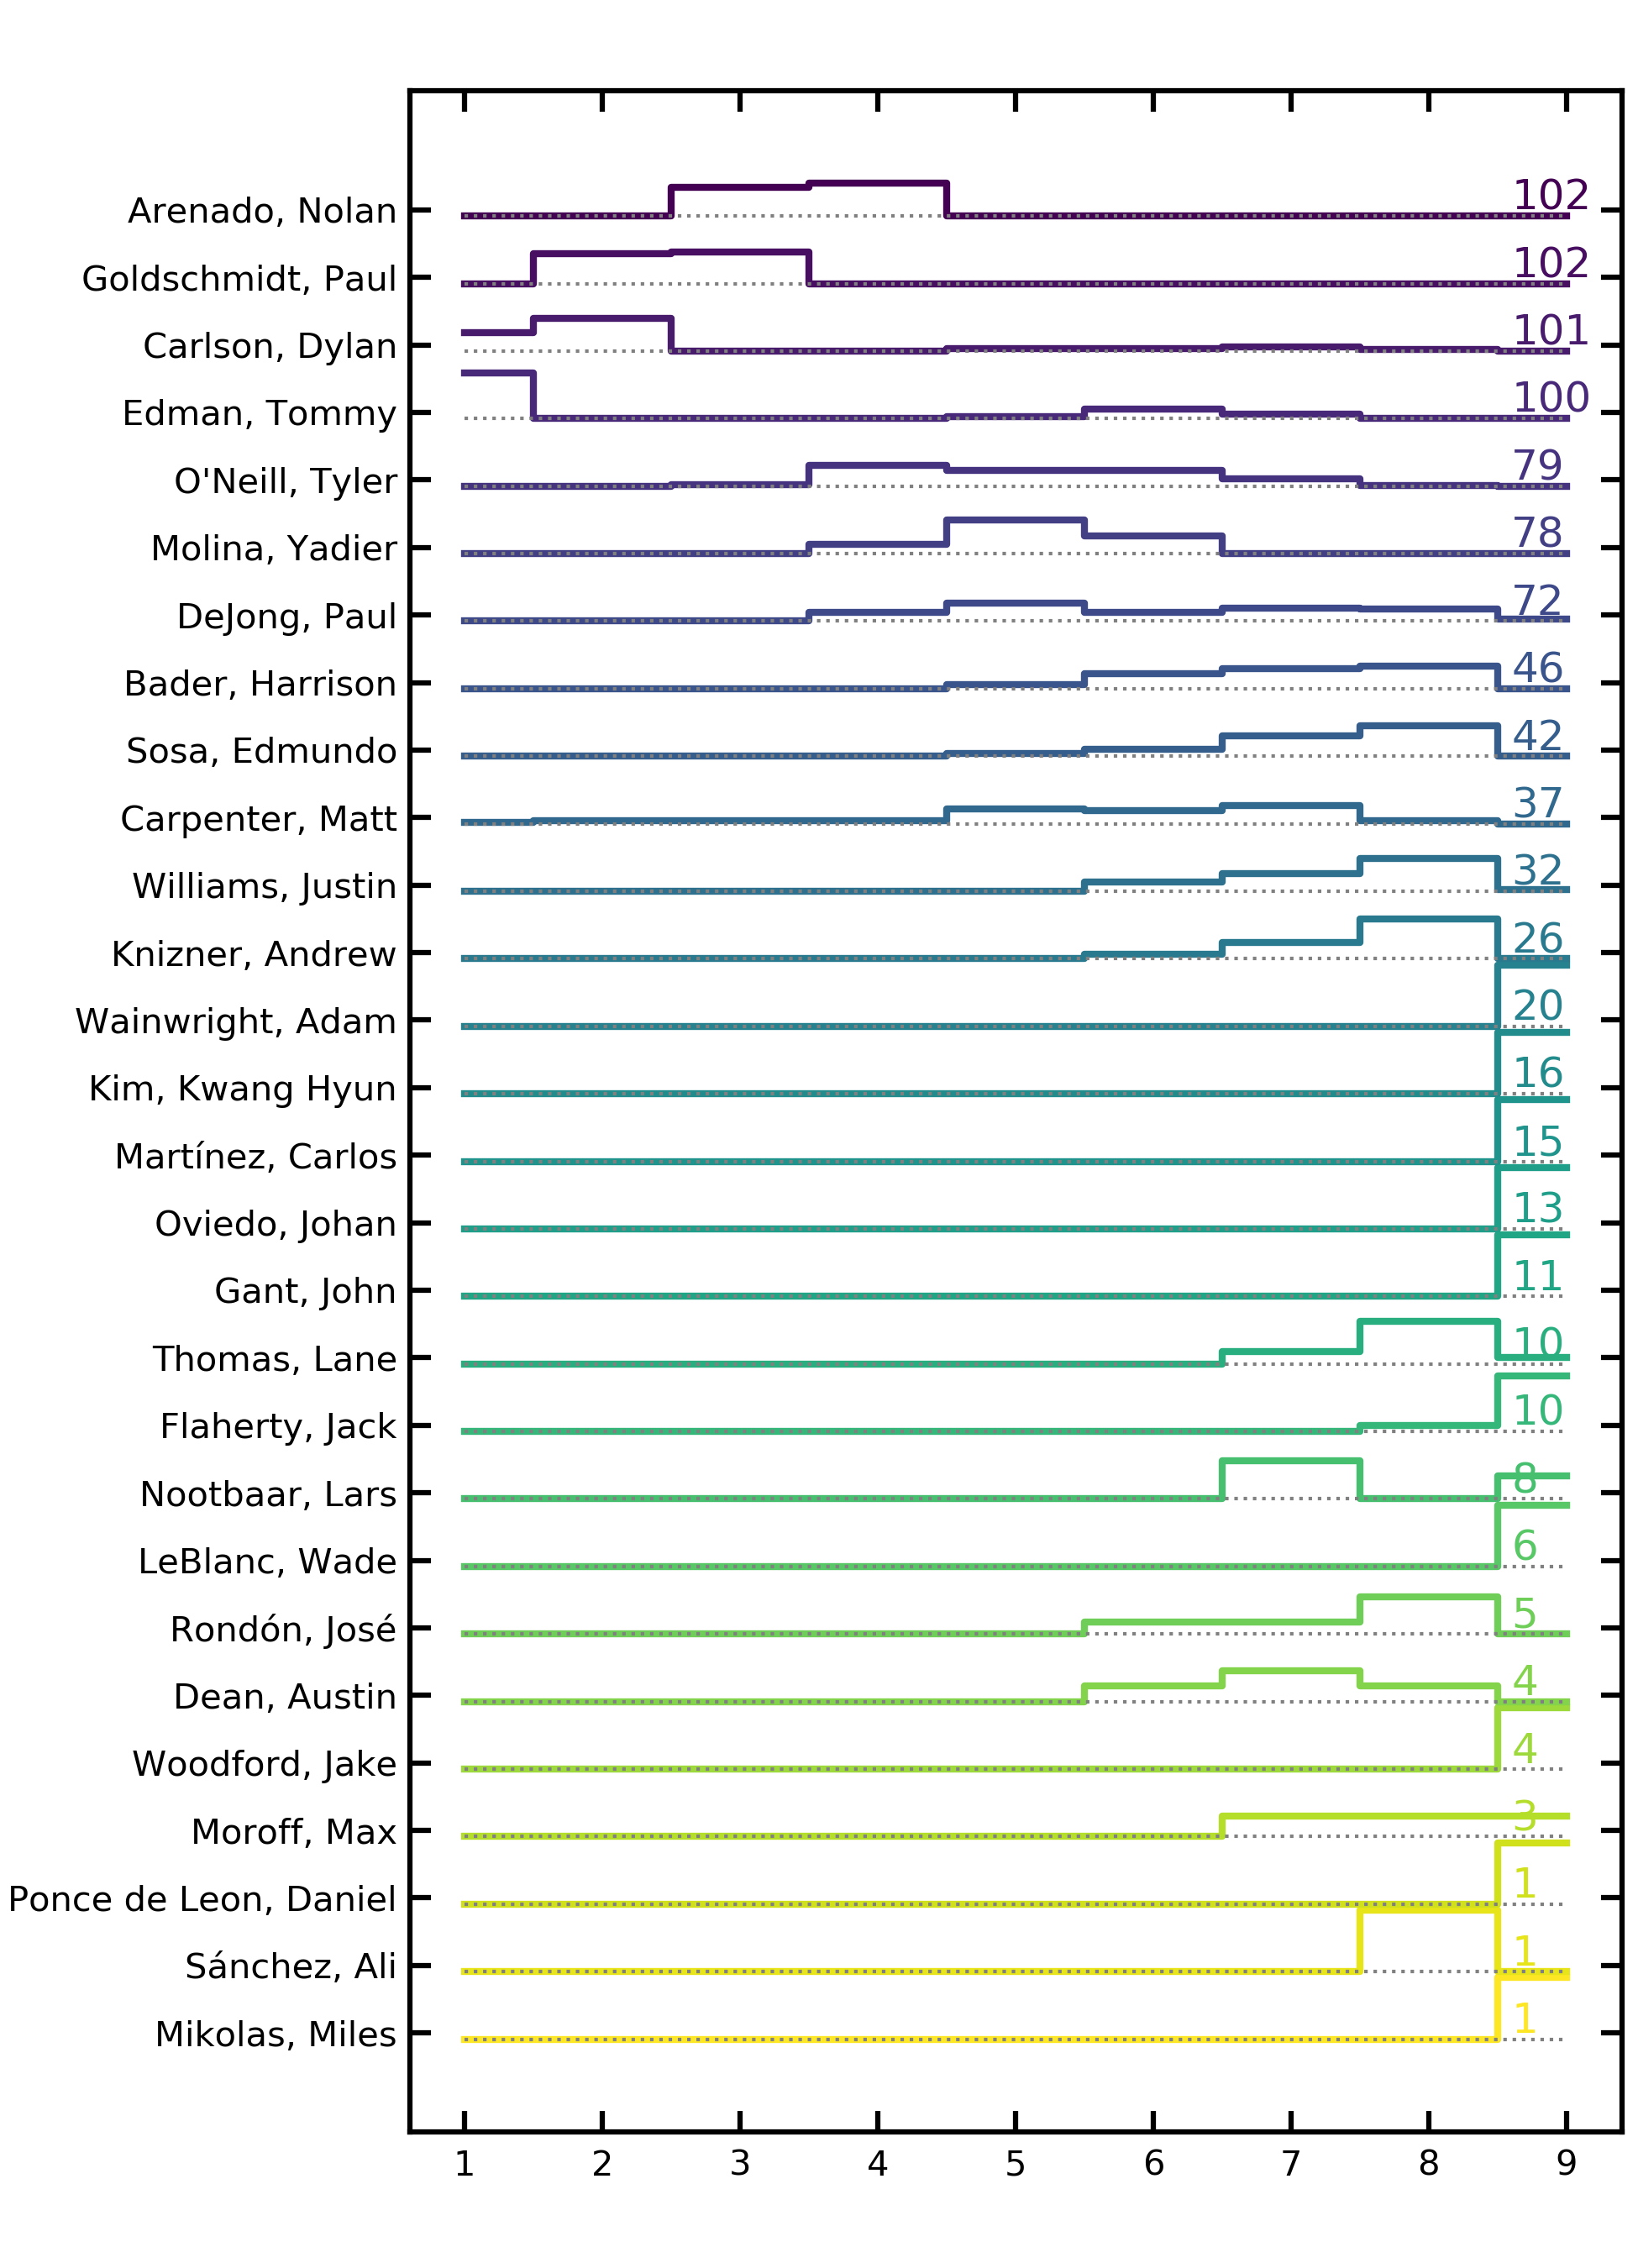 Arenado, Nolan 102
Goldschmidt, Paul 102
Carlson, Dylan 101
Edman, Tommy 100
O'Neill, Tyler 79
Molina, Yadier 78
DeJong, Paul 72
Bader, Harrison 46
Sosa, Edmundo 42
Carpenter, Matt 37
Williams, Justin 32
Knizner, Andrew 26
Wainwright, Adam 20
Kim, Kwang Hyun 16
Martínez, Carlos 15
Oviedo, Johan 13
Gant, John 11
Thomas, Lane 10
Flaherty, Jack 10
Nootbaar, Lars 8
LeBlanc, Wade 6
Rondón, José 5
Dean, Austin 4
Woodford, Jake 4
Moroff, Max 3
Ponce de Leon, Daniel 1
Sánchez, Ali 1
Mikolas, Miles 1
1 2 3 4 5 6 7 8 9